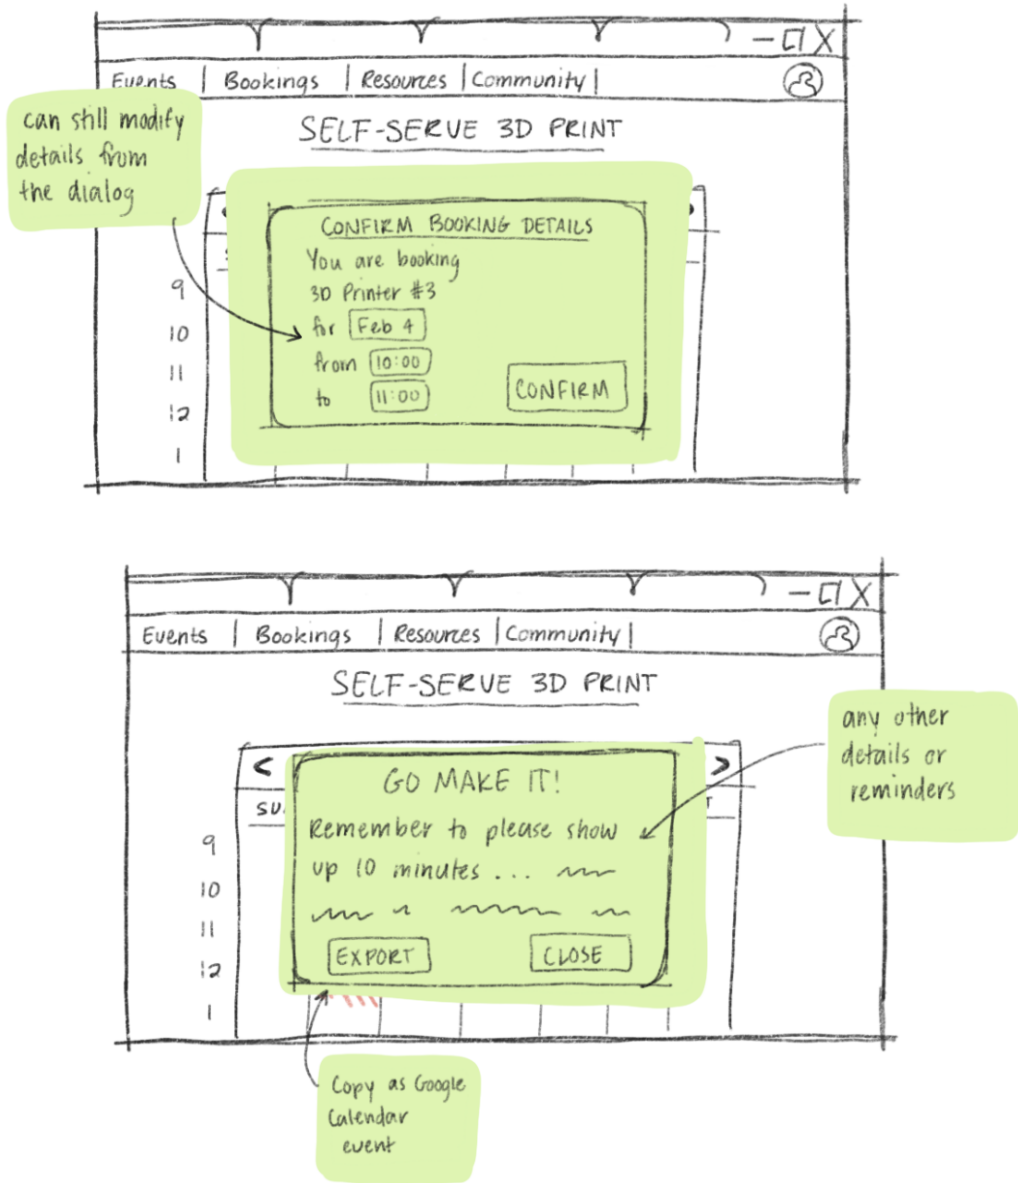 — □ X
Events | Bookings | Resources | Community |
SELF-SERVE 3D PRINT
can still modify
details from
the dialog
CONFIRM BOOKING DETAILS
You are booking
3D Printer #3
for Feb 4
from 10:00
to 11:00
CONFIRM
9
10
11
12
1
— □ X
Events | Bookings | Resources | Community |
SELF-SERVE 3D PRINT
any other
details or
reminders
< >
SU T
GO MAKE IT!
Remember to please show
up 10 minutes ...
EXPORT CLOSE
9
10
11
12
1
Copy as Google
Calendar
event